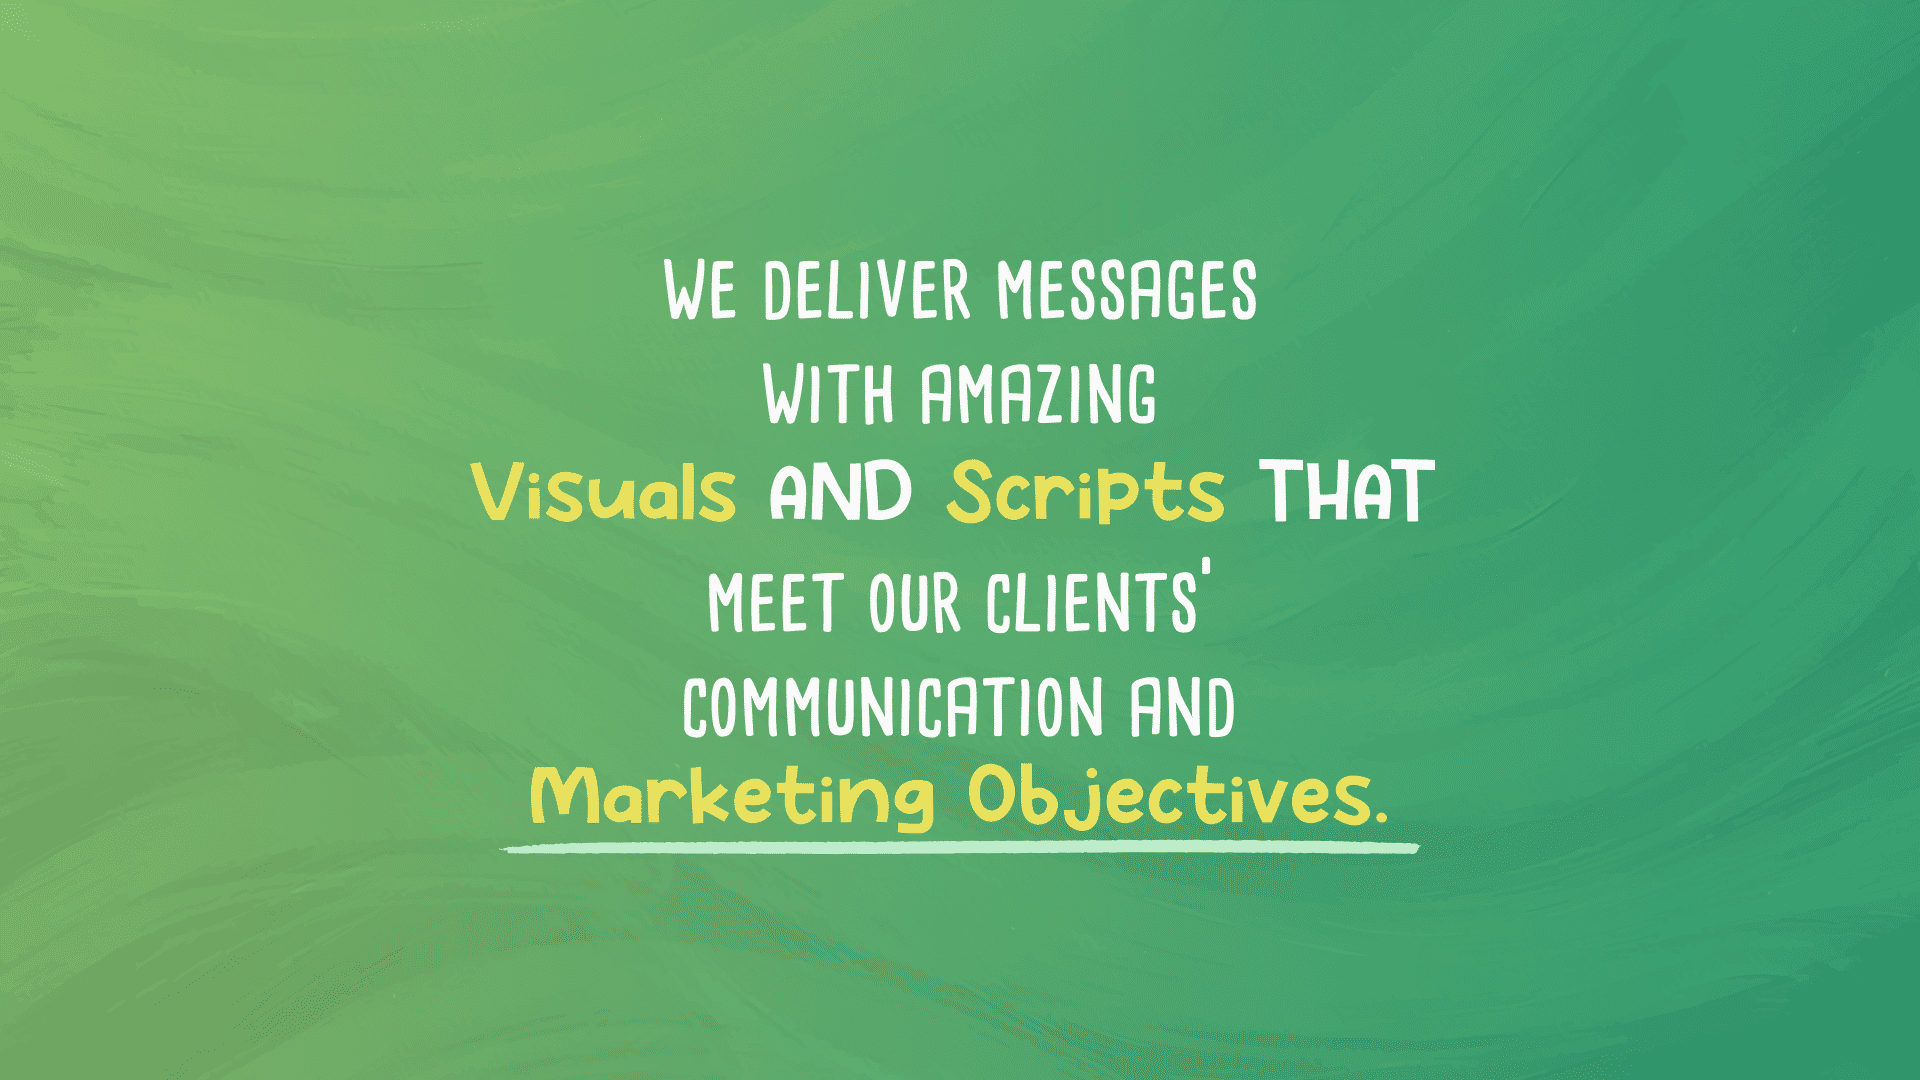 WE DELIVER MESSAGES
WITH AMAZING
Visuals AND Scripts THAT
MEET OUR CLIENTS'
COMMUNICATION AND
Marketing Objectives.